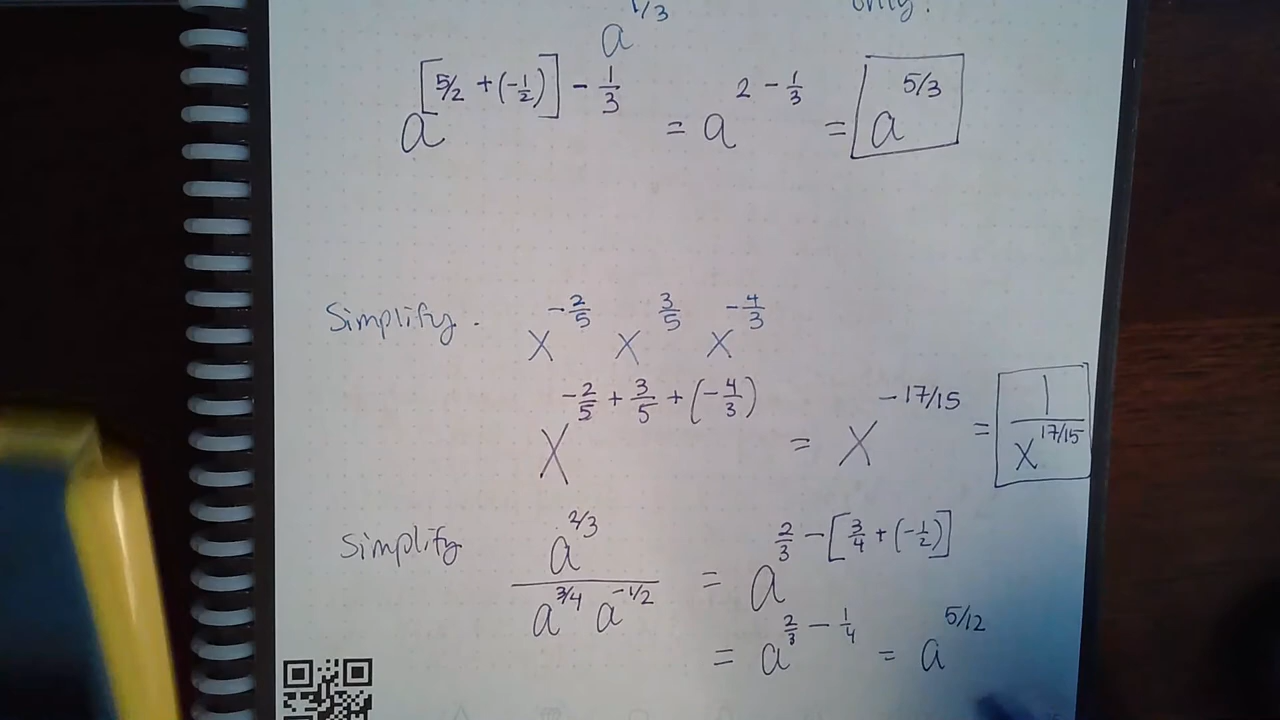 a^1/3 only.
a^[5/2 + (-1/2)] - 1/3 = a^2 - 1/3 = a^5/3
Simplify. x^-2/5 x^3/5 x^-4/3
x^-2/5 + 3/5 + (-4/3) = x^-17/15 = 1/x^17/15
Simplify a^2/3 / a^3/4 a^-1/2 = a^2/3 - [3/4 + (-1/2)]
= a^2/3 - 1/4 = a^5/12